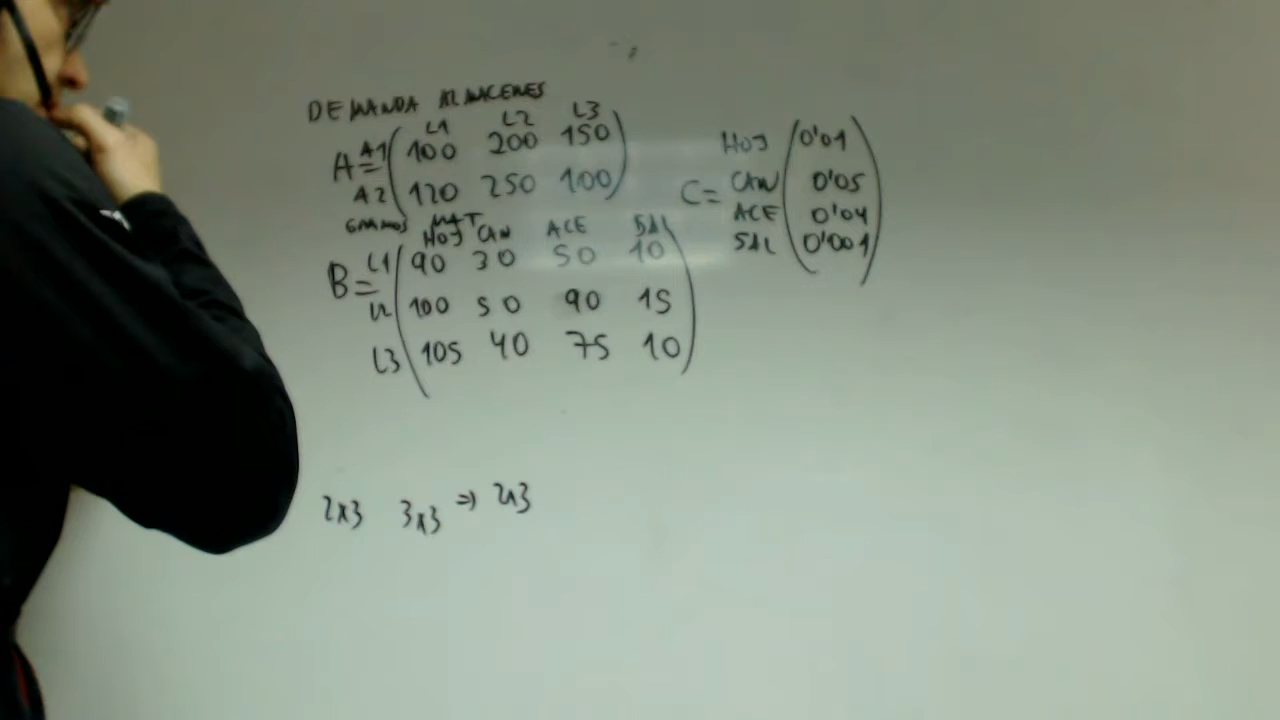 DEMANDA ALMACENES
L1 L2 L3
A= A1 100 200 150
A2 120 250 100
GRAMOS MAT
HOJ CAN ACE SAL
B= L1 90 30 50 10
L2 100 50 90 15
L3 105 40 75 10
C=
HOJ 0'01
CAN 0'05
ACE 0'04
SAL 0'001
2x3 3x3 => 2x3